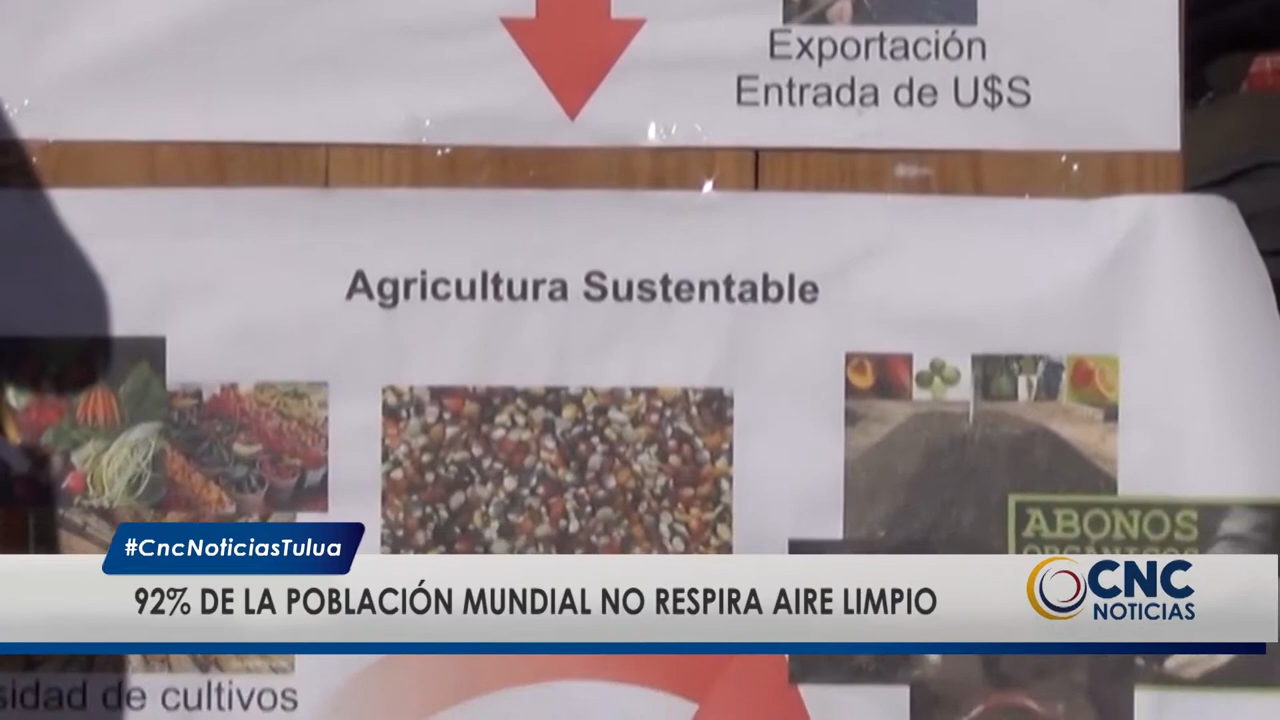 Exportación
Entrada de U$S
Agricultura Sustentable
ABONOS
#CncNoticiasTulua
92% DE LA POBLACIÓN MUNDIAL NO RESPIRA AIRE LIMPIO
CNC
NOTICIAS
de cultivos